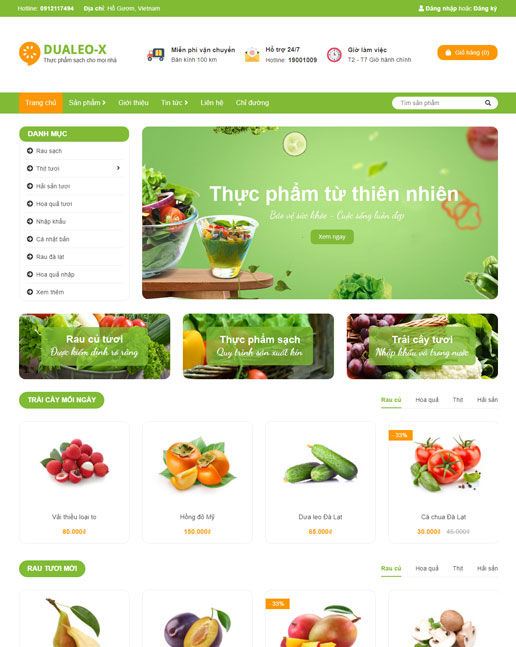 Hotline: 0912117494 Địa chỉ: Hồ Gươm, Vietnam
Đăng nhập hoặc Đăng ký
DUALEO-X
Thực phẩm sạch cho mọi nhà
Miễn phí vận chuyển
Bán kính 100 km
Hỗ trợ 24/7
Hotline: 19001009
Giờ làm việc
T2 - T7 Giờ hành chính
Giỏ hàng (0)
Trang chủ Sản phẩm Giới thiệu Tin tức Liên hệ Chỉ đường
Tìm sản phẩm
DANH MỤC
Rau sạch
Thịt tươi
Hải sản tươi
Hoa quả tươi
Nhập khẩu
Cá nhật bản
Rau đà lạt
Hoa quả nhập
Xem thêm
Thực phẩm từ thiên nhiên
Bảo vệ sức khỏe - Cuộc sống luôn đẹp
Xem ngay
Rau củ tươi
Được kiểm định rõ ràng
Thực phẩm sạch
Quy trình sản xuất kín
Trái cây tươi
Nhập khẩu và trong nước
TRÁI CÂY MỖI NGÀY
Rau củ Hoa quả Thịt Hải sản
- 33%
Vải thiều loại to
80.000₫
Hồng đỏ Mỹ
150.000₫
Dưa leo Đà Lạt
65.000₫
Cà chua Đà Lạt
30.000₫ 45.000₫
RAU TƯƠI MỚI
Rau củ Hoa quả Thịt Hải sản
- 33%